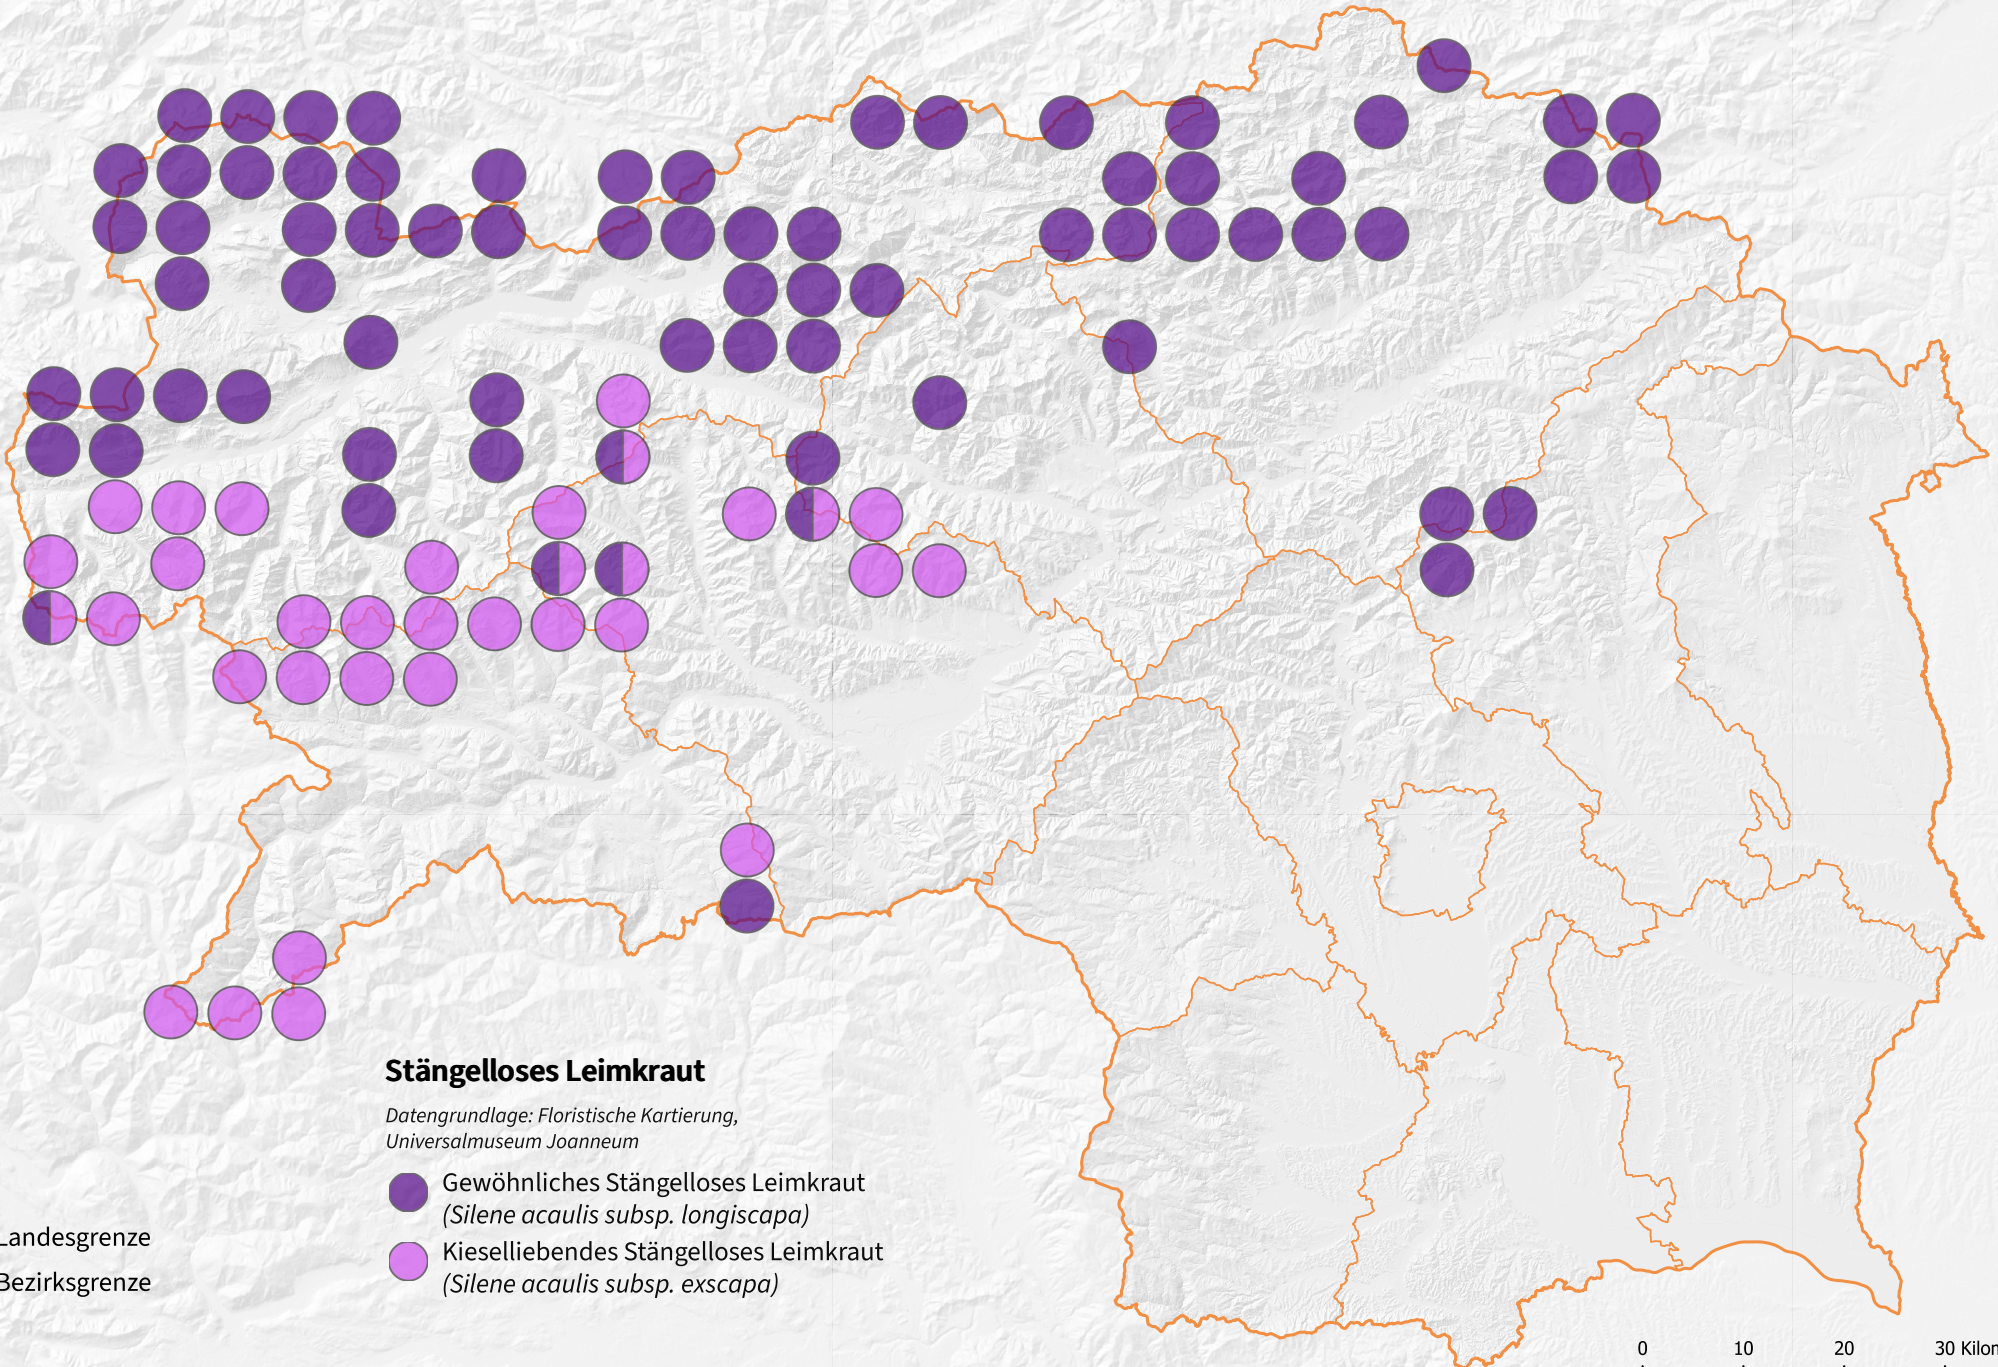 Stängelloses Leimkraut
Datengrundlage: Floristische Kartierung,
Universalmuseum Joanneum
Gewöhnliches Stängelloses Leimkraut
(Silene acaulis subsp. longiscapa)
Kieselliebendes Stängelloses Leimkraut
(Silene acaulis subsp. exscapa)
Landesgrenze
Bezirksgrenze
0 10 20 30 Kilon